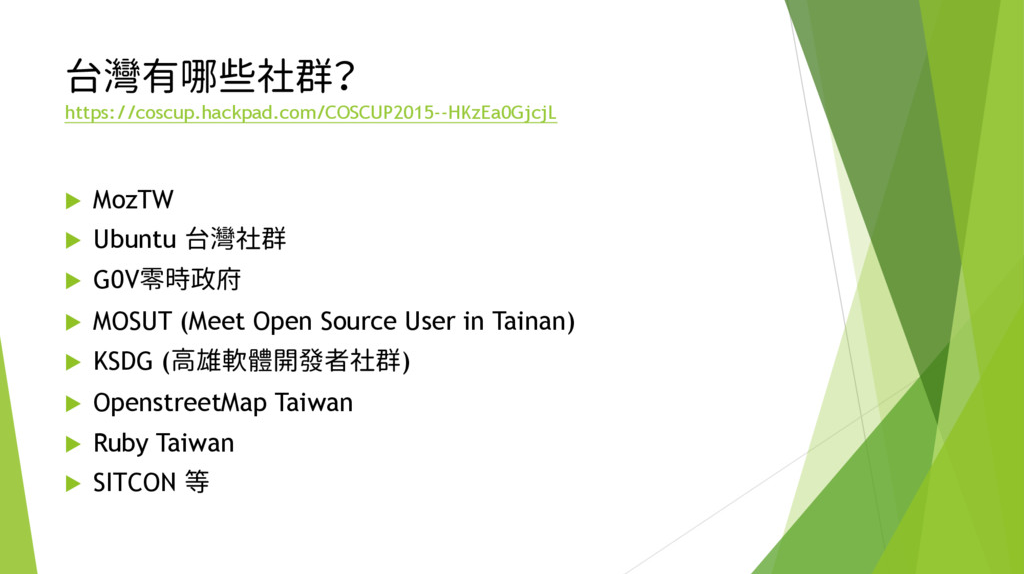 台灣有哪些社群?
https://coscup.hackpad.com/COSCUP2015--HKzEa0GjcjL
MozTW
Ubuntu 台灣社群
G0V零時政府
MOSUT (Meet Open Source User in Tainan)
KSDG (高雄軟體開發者社群)
OpenstreetMap Taiwan
Ruby Taiwan
SITCON 等